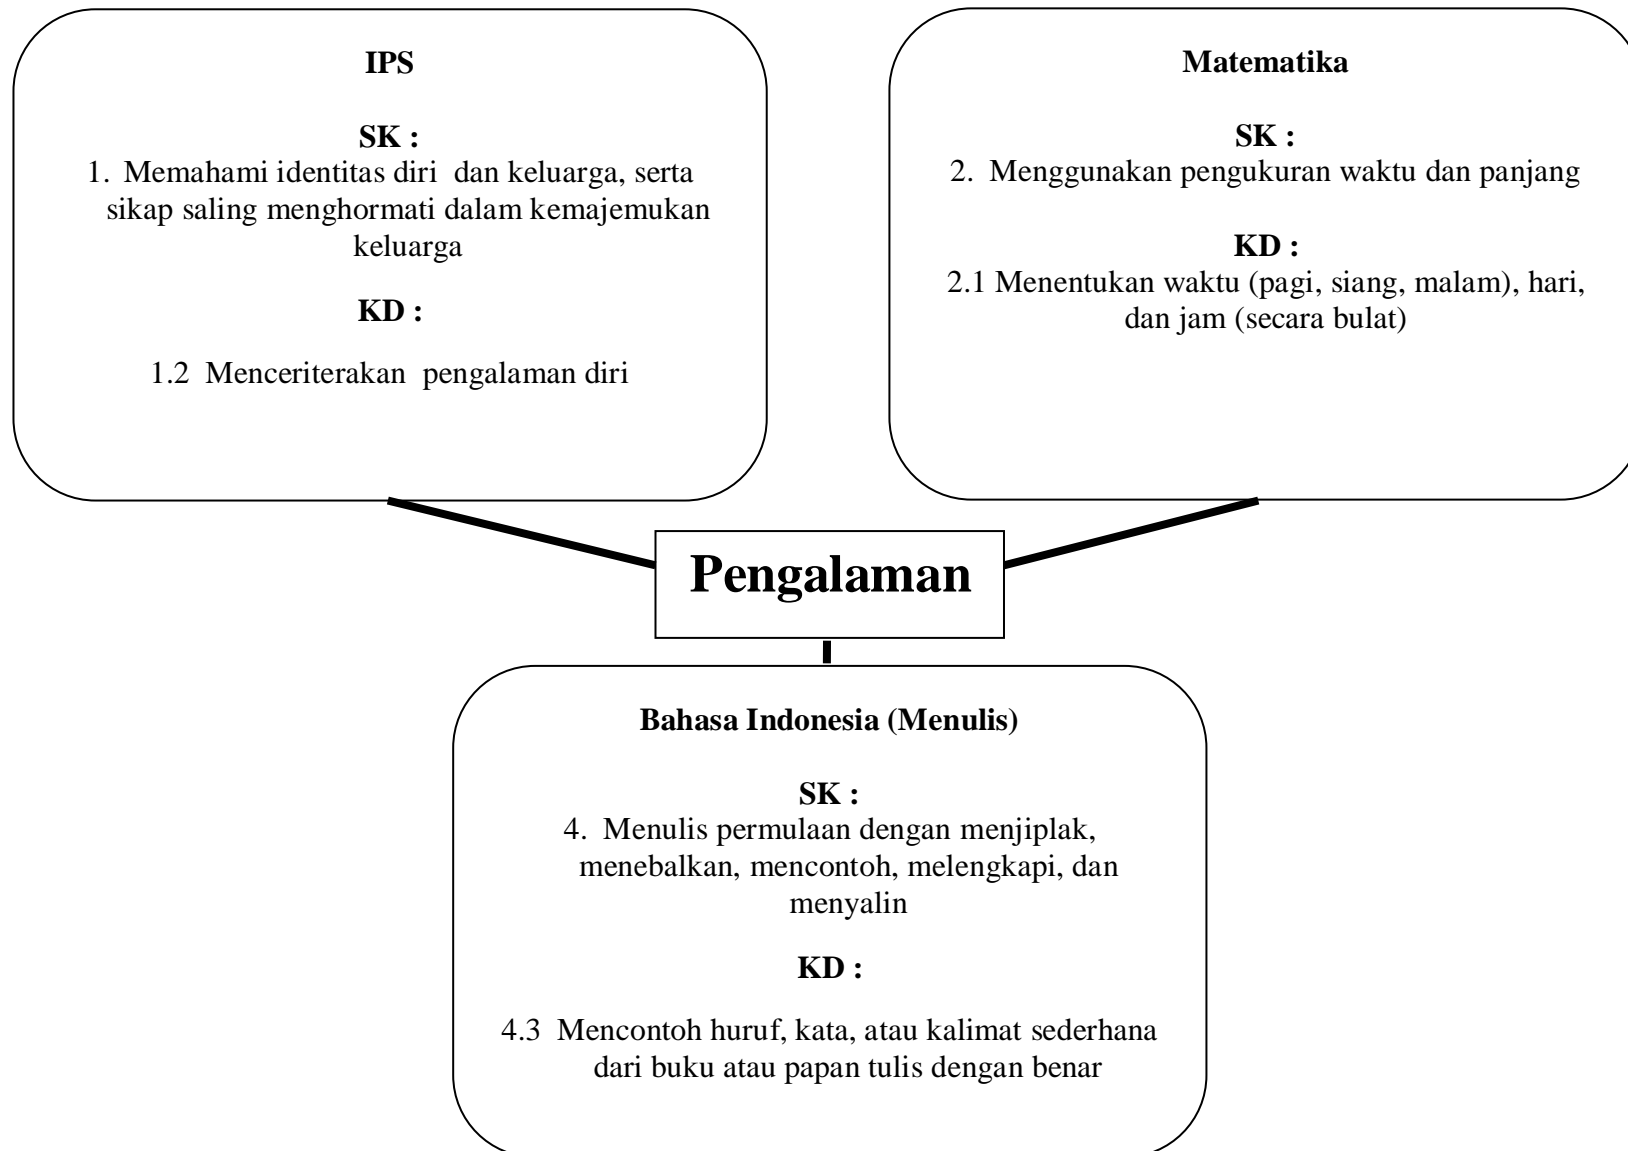 IPS
SK :
1. Memahami identitas diri dan keluarga, serta
sikap saling menghormati dalam kemajemukan
keluarga
KD :
1.2 Menceriterakan pengalaman diri
Matematika
SK :
2. Menggunakan pengukuran waktu dan panjang
KD :
2.1 Menentukan waktu (pagi, siang, malam), hari,
dan jam (secara bulat)
Pengalaman
Bahasa Indonesia (Menulis)
SK :
4. Menulis permulaan dengan menjiplak,
menebalkan, mencontoh, melengkapi, dan
menyalin
KD :
4.3 Mencontoh huruf, kata, atau kalimat sederhana
dari buku atau papan tulis dengan benar